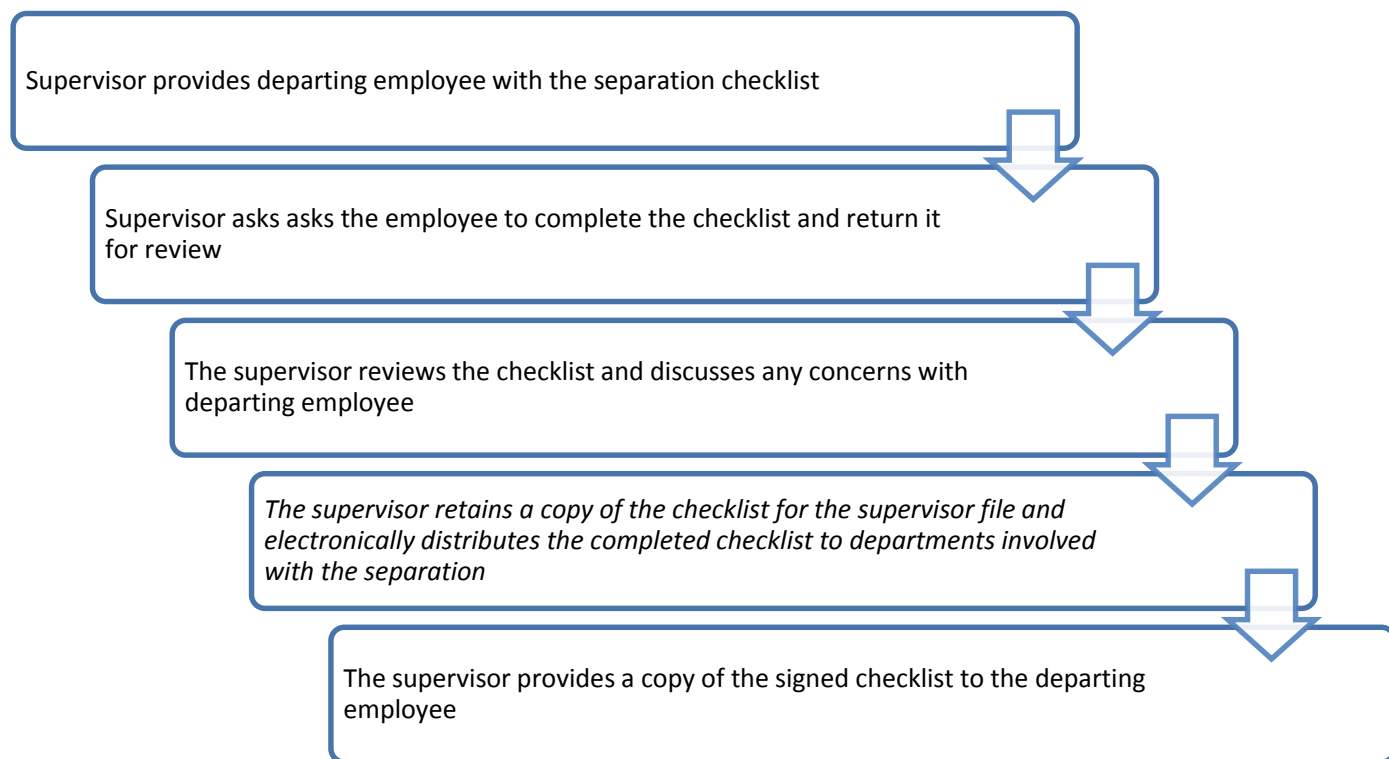 Supervisor provides departing employee with the separation checklist
Supervisor asks asks the employee to complete the checklist and return it
for review
The supervisor reviews the checklist and discusses any concerns with
departing employee
The supervisor retains a copy of the checklist for the supervisor file and
electronically distributes the completed checklist to departments involved
with the separation
The supervisor provides a copy of the signed checklist to the departing
employee